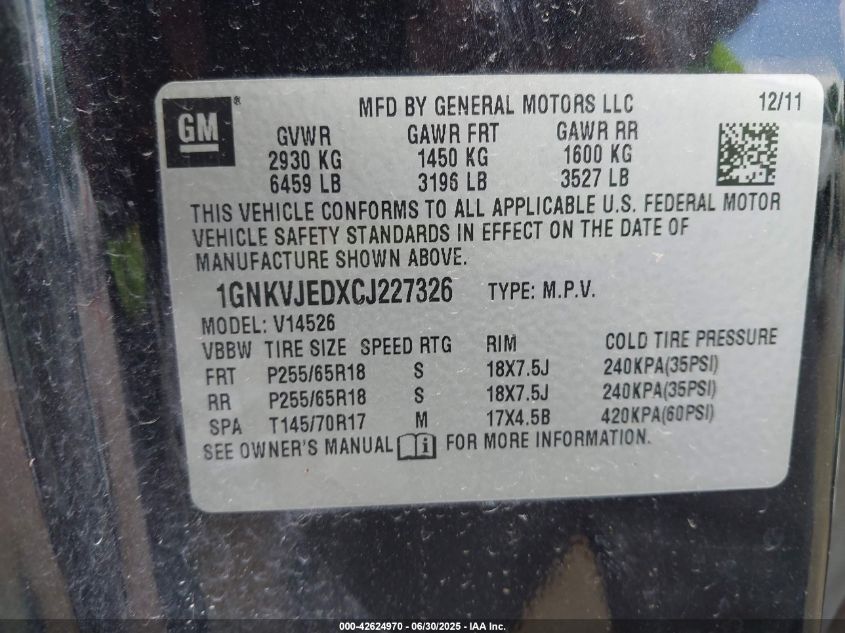 GM® MFD BY GENERAL MOTORS LLC 12/11
GVWR GAWR FRT GAWR RR
2930 KG 1450 KG 1600 KG
6459 LB 3196 LB 3527 LB
THIS VEHICLE CONFORMS TO ALL APPLICABLE U.S. FEDERAL MOTOR
VEHICLE SAFETY STANDARDS IN EFFECT ON THE DATE OF
MANUFACTURE SHOWN ABOVE.
1GNKVJEDXCJ227326 TYPE: M.P.V.
MODEL: V14526
VBBW TIRE SIZE SPEED RTG RIM COLD TIRE PRESSURE
FRT P255/65R18 S 18X7.5J 240KPA(35PSI)
RR P255/65R18 S 18X7.5J 240KPA(35PSI)
SPA T145/70R17 M 17X4.5B 420KPA(60PSI)
SEE OWNER'S MANUAL i FOR MORE INFORMATION.
000-42624970 - 06/30/2025 - IAA Inc.